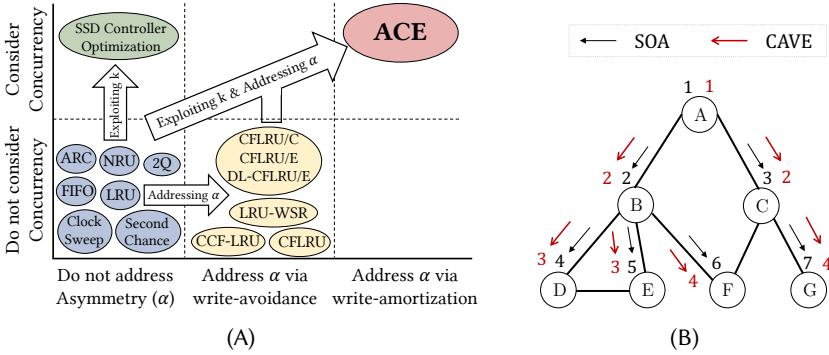 Consider
Concurrency
Do not consider
Concurrency
SSD Controller
Optimization
ACE
Exploiting k
Exploiting k & Addressing α
ARC
NRU
2Q
FIFO
LRU
Clock
Sweep
Second
Chance
Addressing α
CFLRU/C
CFLRU/E
DL-CFLRU/E
LRU-WSR
CCF-LRU
CFLRU
Do not address
Asymmetry (α)
Address α via
write-avoidance
Address α via
write-amortization
(A)
SOA
CAVE
1 1
A
2 2
3 2
B
C
3 4
3 5
4 6
7 4
D
E
F
G
(B)